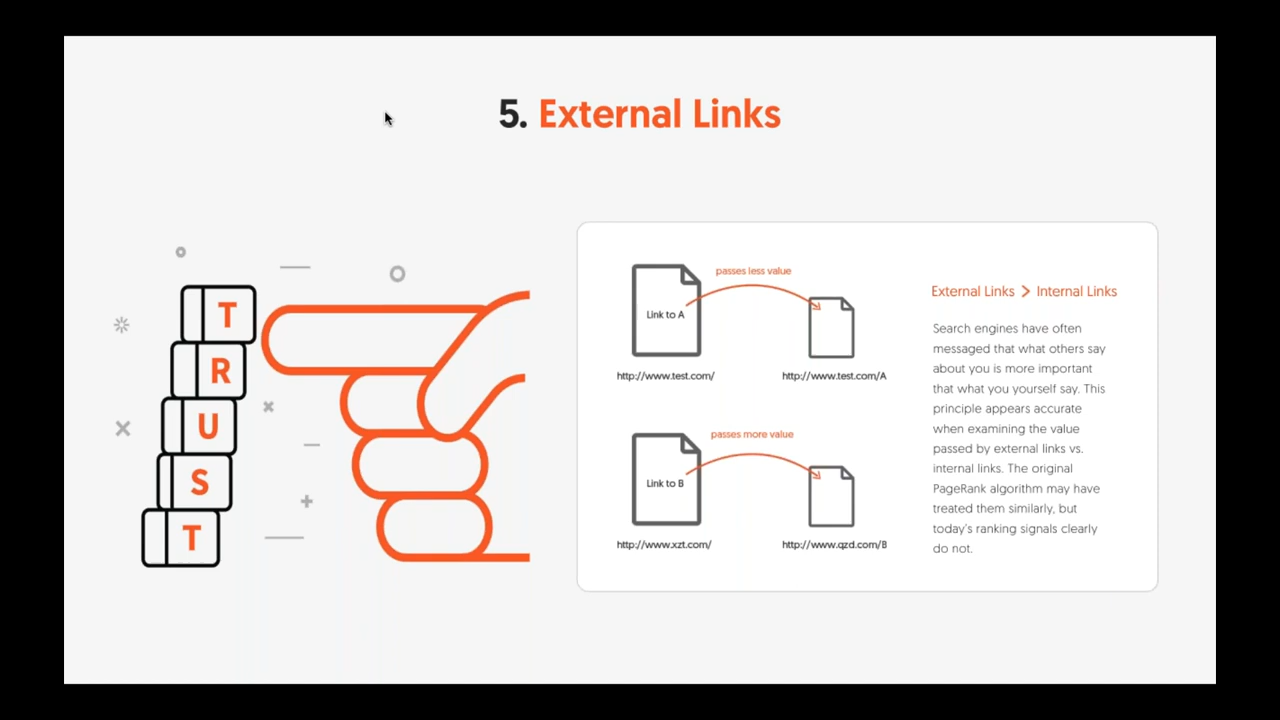 5. External Links
T
R
U
S
T
passes less value
Link to A
http://www.test.com/
http://www.test.com/A
passes more value
Link to B
http://www.xzt.com/
http://www.qzd.com/B
External Links > Internal Links
Search engines have often
messaged that what others say
about you is more important
that what you yourself say. This
principle appears accurate
when examining the value
passed by external links vs.
internal links. The original
PageRank algorithm may have
treated them similarly, but
today's ranking signals clearly
do not.